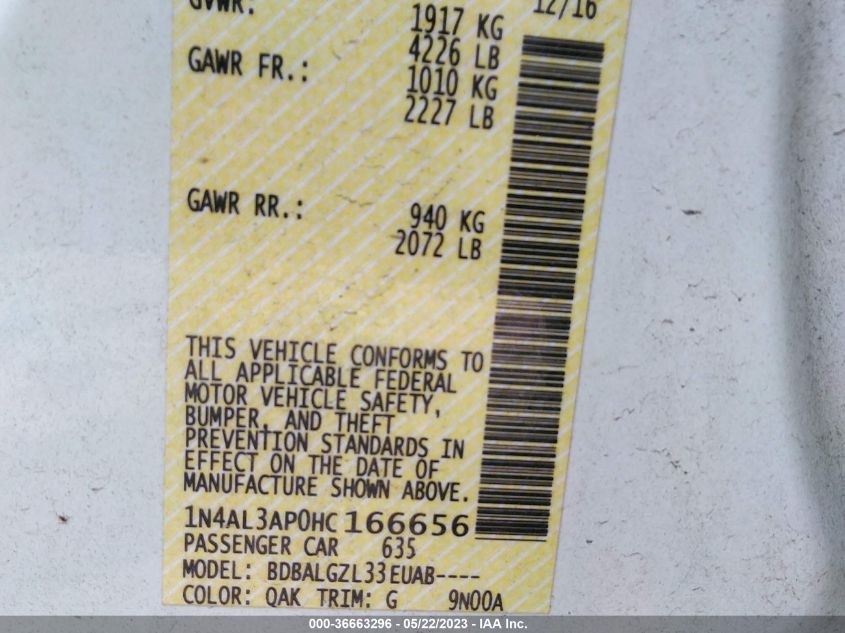 GVWR: 12/16
1917 KG
4226 LB
GAWR FR.: 1010 KG
2227 LB
GAWR RR.: 940 KG
2072 LB
THIS VEHICLE CONFORMS TO
ALL APPLICABLE FEDERAL
MOTOR VEHICLE SAFETY,
BUMPER, AND THEFT
PREVENTION STANDARDS IN
EFFECT ON THE DATE OF
MANUFACTURE SHOWN ABOVE.
1N4AL3AP0HC166656
PASSENGER CAR 635
MODEL: BDBALGZL33EUAB----
COLOR: QAK TRIM: G 9N00A
000-36663296 - 05/22/2023 - IAA Inc.